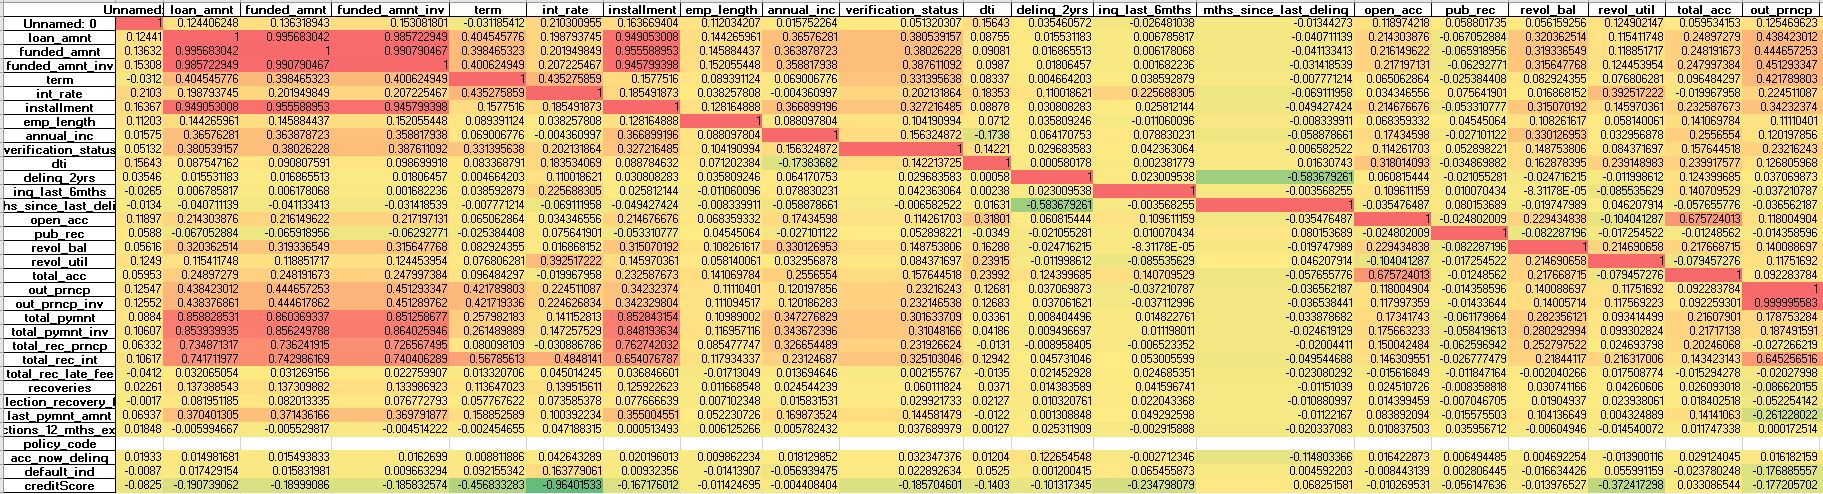 Unnamed: loan_amnt funded_amnt funded_amnt_inv term int_rate installment emp_length annual_inc verification_status dti delinq_2yrs inq_last_6mths mths_since_last_delinq open_acc pub_rec revol_bal revol_util total_acc out_prncp
Unnamed: 0 1 0.124406248 0.136318943 0.153081801 -0.031185412 0.210300955 0.163669404 0.112034207 0.015752264 0.051320307 0.15643 0.035460572 -0.026481038 -0.01344273 0.118974218 0.058801735 0.056159256 0.124902147 0.059534153 0.125469623
loan_amnt 0.12441 1 0.995683042 0.985722949 0.404545776 0.198793745 0.949053008 0.144265961 0.36576281 0.380539157 0.08755 0.015531183 0.006785817 -0.040711139 0.214303876 -0.067052884 0.320362514 0.115411748 0.24897279 0.438423012
funded_amnt 0.13632 0.995683042 1 0.990790467 0.398465323 0.201949849 0.955588953 0.145884437 0.363878723 0.38026228 0.09081 0.016865513 0.006178068 -0.041133413 0.216149622 -0.065918956 0.319336549 0.118851717 0.248191673 0.444657253
funded_amnt_inv 0.15308 0.985722949 0.990790467 1 0.400624949 0.207225467 0.945799398 0.152055448 0.358817938 0.387611092 0.0987 0.01806457 0.001682236 -0.031418539 0.217197131 -0.06292771 0.315647768 0.124453954 0.247997384 0.451293347
term -0.0312 0.404545776 0.398465323 0.400624949 1 0.435275859 0.1577516 0.089391124 0.069006776 0.331395638 0.08337 0.004664203 0.038592879 -0.007771214 0.065062864 -0.025384408 0.082924355 0.076806281 0.096484297 0.421789803
int_rate 0.2103 0.198793745 0.201949849 0.207225467 0.435275859 1 0.185491873 0.038257808 -0.004360997 0.202131864 0.18353 0.110018621 0.225688305 -0.069111958 0.034346556 0.075641901 0.016868152 0.392517222 -0.019967958 0.224511087
installment 0.16367 0.949053008 0.955588953 0.945799398 0.1577516 0.185491873 1 0.128164888 0.366899196 0.327216485 0.08878 0.030808283 0.025812144 -0.049427424 0.214676676 -0.053310777 0.315070192 0.145970361 0.232587673 0.34232374
emp_length 0.11203 0.144265961 0.145884437 0.152055448 0.089391124 0.038257808 0.128164888 1 0.088097804 0.104190994 0.0712 0.035809246 -0.011060096 -0.008339911 0.068359332 0.04545064 0.108261617 0.058140061 0.141069784 0.11110401
annual_inc 0.01575 0.36576281 0.363878723 0.358817938 0.069006776 -0.004360997 0.366899196 0.088097804 1 0.156324872 -0.1738 0.064170753 0.078830231 -0.058878661 0.17434598 -0.027101122 0.330126953 0.032956878 0.2556554 0.120197856
verification_status 0.05132 0.380539157 0.38026228 0.387611092 0.331395638 0.202131864 0.327216485 0.104190994 0.156324872 1 0.14221 0.029683583 0.042363064 -0.006582522 0.114261703 0.052898221 0.148753806 0.084371697 0.157644518 0.23216243
dti 0.15643 0.087547162 0.090807591 0.098699918 0.083368791 0.183534069 0.088784632 0.071202384 -0.17383682 0.142213725 1 0.000580178 0.002381779 0.01630743 0.318014093 -0.034869882 0.162878395 0.239148983 0.239917577 0.126805968
delinq_2yrs 0.03546 0.015531183 0.016865513 0.01806457 0.004664203 0.11001862 0.030808283 0.035809246 0.064170753 0.029683583 0.00058 1 0.023009538 -0.583679261 0.060815444 -0.021055281 -0.024716215 -0.011998612 0.124399685 0.037069873
inq_last_6mths -0.0265 0.006785817 0.006178068 0.001682236 0.038592879 0.225688305 0.025812144 -0.011060096 0.078830231 0.042363064 0.00238 0.023009538 1 -0.003568255 0.109611159 0.010070434 -8.31178E-05 -0.085535629 0.140709529 -0.037210787
hs_since_last_deli -0.0134 -0.040711139 -0.041133413 -0.031418539 -0.007771214 -0.069111958 -0.049427424 -0.008339911 -0.058878661 -0.006582522 0.01631 -0.583679261 -0.003568255 1 -0.035476487 0.080153689 -0.019747989 0.046207914 -0.057655776 -0.036562187
open_acc 0.11897 0.214303876 0.216149622 0.217197131 0.065062864 0.034346556 0.214676676 0.068359332 0.17434598 0.114261703 0.31801 0.060815444 0.109611159 -0.035476487 1 -0.024802009 0.229434838 -0.104041287 0.675724013 0.118004904
pub_rec 0.0588 -0.067052884 -0.065918956 -0.06292771 -0.025384408 0.075641901 -0.053310777 0.04545064 -0.027101122 0.052898221 -0.0349 -0.021055281 0.010070434 0.080153689 -0.024802009 1 -0.082287196 -0.017254522 -0.01248562 -0.014358596
revol_bal 0.05616 0.320362514 0.319336549 0.315647768 0.082924355 0.016868152 0.315070192 0.108261617 0.330126953 0.148753806 0.16288 -0.024716215 -8.31178E-05 -0.019747989 0.229434838 -0.082287196 1 0.214690658 0.217668715 0.140088697
revol_util 0.1249 0.115411748 0.118851717 0.124453954 0.076806281 0.392517222 0.145970361 0.058140061 0.032956878 0.084371697 0.23915 -0.01199861 -0.085535629 0.046207914 -0.104041287 -0.017254522 0.214690658 1 -0.079457276 0.11751692
total_acc 0.05953 0.24897279 0.248191673 0.247997384 0.096484297 -0.019967958 0.232587673 0.141069784 0.2556554 0.157644518 0.23992 0.124399685 0.140709529 -0.057655776 0.675724013 -0.01248562 0.217668715 -0.079457276 1 0.092283784
out_prncp 0.12547 0.438423012 0.444657253 0.451293347 0.421789803 0.224511087 0.34232374 0.11110401 0.120197856 0.23216243 0.12681 0.037069873 -0.037210787 -0.036562187 0.118004904 -0.014358596 0.140088697 0.11751692 0.092283784 1
out_prncp_inv 0.12552 0.438376861 0.444617862 0.451289397 0.421719336 0.224626834 0.342329804 0.111094517 0.120186283 0.232146538 0.12683 0.037061621 -0.037112996 -0.036538441 0.117997359 -0.01433644 0.14005714 0.117569223 0.092259301 0.999995583
total_pymnt 0.0884 0.858828531 0.860369337 0.851258677 0.257982183 0.14152813 0.852843154 0.10989002 0.347276829 0.301633709 0.03361 0.008404496 0.014822761 -0.033878682 0.17341743 -0.061179864 0.282356121 0.093414499 0.21607901 0.178753284
total_pymnt_inv 0.10607 0.853939935 0.856249788 0.864025946 0.261489889 0.147257529 0.848193634 0.116957116 0.343672396 0.31048166 0.04186 0.009496697 0.01198011 -0.024619129 0.175663233 -0.058419613 0.280292994 0.099302824 0.21717138 0.187491591
total_rec_prncp 0.06332 0.734871317 0.736241915 0.726567495 0.080098109 -0.030886786 0.762742032 0.085477747 0.326654489 0.231926624 -0.0131 -0.008958405 -0.006523352 -0.02004411 0.150042484 -0.062596942 0.252797522 0.024693798 0.20246068 -0.027266219
total_rec_int 0.10617 0.741711977 0.742986169 0.740406289 0.56785613 0.4848141 0.654076787 0.117934337 0.23124687 0.325103046 0.12942 0.045731046 0.053005599 -0.049544688 0.146309551 -0.026777479 0.21844117 0.216317006 0.143423143 0.645256516
total_rec_late_fee -0.0412 0.032065054 0.031269156 0.022759907 0.013320706 0.045014245 0.036846601 -0.01713049 0.013694646 0.002155767 -0.0135 0.021452928 0.024685351 -0.023080292 -0.01561684​9 -0.011847164 -0.002040266 0.017508774 -0.015294278 -0.02027998
recoveries 0.02261 0.137388543 0.137309882 0.133986923 0.113647023 0.139515611 0.125922623 0.011668548 0.024544239 0.060111824 0.0371 0.014383589 0.041596741 -0.01151039 0.024510726 -0.008358818 0.030741166 0.04260606 0.026093018 -0.086620155
lection_recovery_ -0.0017 0.081951185 0.082013335 0.076772793 0.057767622 0.073585378 0.077666639 0.007102348 0.015831677 0.029921733 0.02127 0.010320761 0.022043368 -0.010880997 0.014399459 -0.007046705 0.01904937 0.023938061 0.018402518 -0.052254142
last_pymnt_amnt 0.06937 0.370401305 0.371436166 0.369791877 0.158852589 0.100392234 0.355004551 0.052230726 0.169873524 0.144581479 -0.0122 0.001308848 0.049292598 -0.01122167 0.083892094 -0.015575503 0.104136649 0.004324889 0.14141063 -0.261228022
ctions_12_mths_ex 0.01848 -0.005994667 -0.005529817 -0.004514222 -0.002454655 0.047188315 0.000513493 0.006125266 0.005782432 0.037689979 0.00127 0.025311909 -0.002915888 -0.020337083 0.010837503 0.035956712 -0.0060494​6 -0.014540072 0.011747338 0.000172514
policy_code
acc_now_delinq 0.01933 0.014981681 0.015493833 0.0162699 0.008811886 0.042643289 0.020196013 0.009862234 0.018129852 0.032347376 0.01204 0.122654548 -0.002712346 -0.114803366 0.016422873 0.006494485 0.004692254 -0.013900116 0.029124045 0.016182159
default_ind -0.0087 0.017429154 0.015831981 0.009663294 0.092155342 0.163779061 0.00932356 -0.01413907 -0.056939475 0.022892634 0.0525 0.001200415 0.065455873 0.004592203 -0.008443139 0.002806445 -0.016634426 0.055991159 -0.023780248 -0.176885557
creditScore -0.0825 -0.190739062 -0.18999086 -0.185832574 -0.456833283 -0.96401533 -0.167176012 -0.011424695 -0.004408404 -0.185704601 -0.1403 -0.101317345 -0.234798079 0.068251581 -0.010269531 -0.056147636 -0.013976527 -0.372417298 0.033086544 -0.177205702